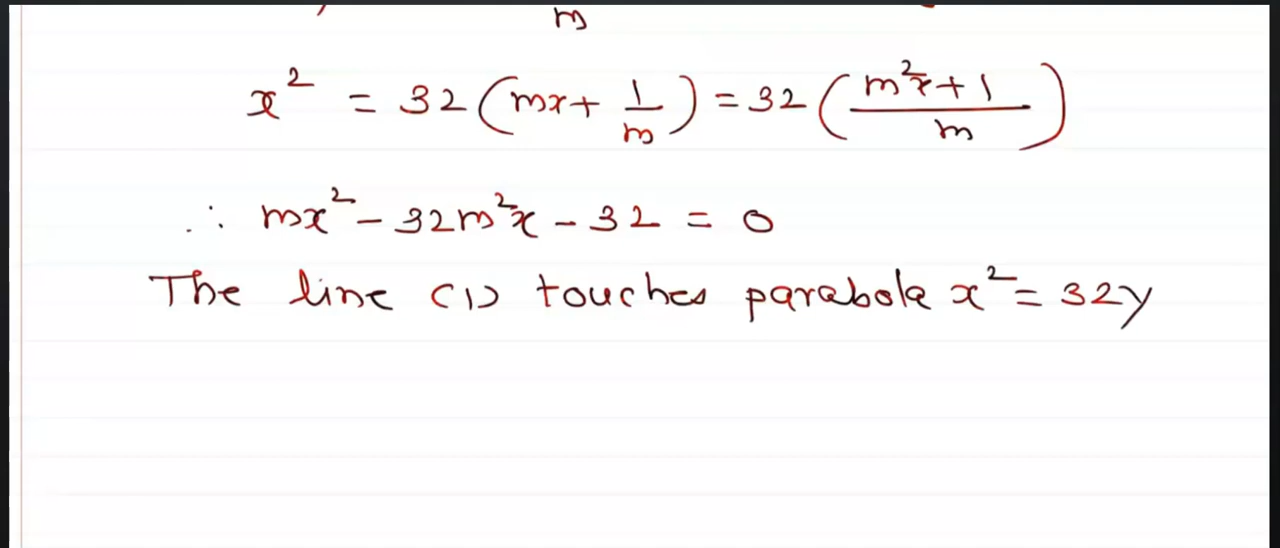 m
x² = 32(mx + 1/m) = 32((m²x + 1)/m)
∴ mx² - 32m²x - 32 = 0
The line (1) touches parabola x² = 32y